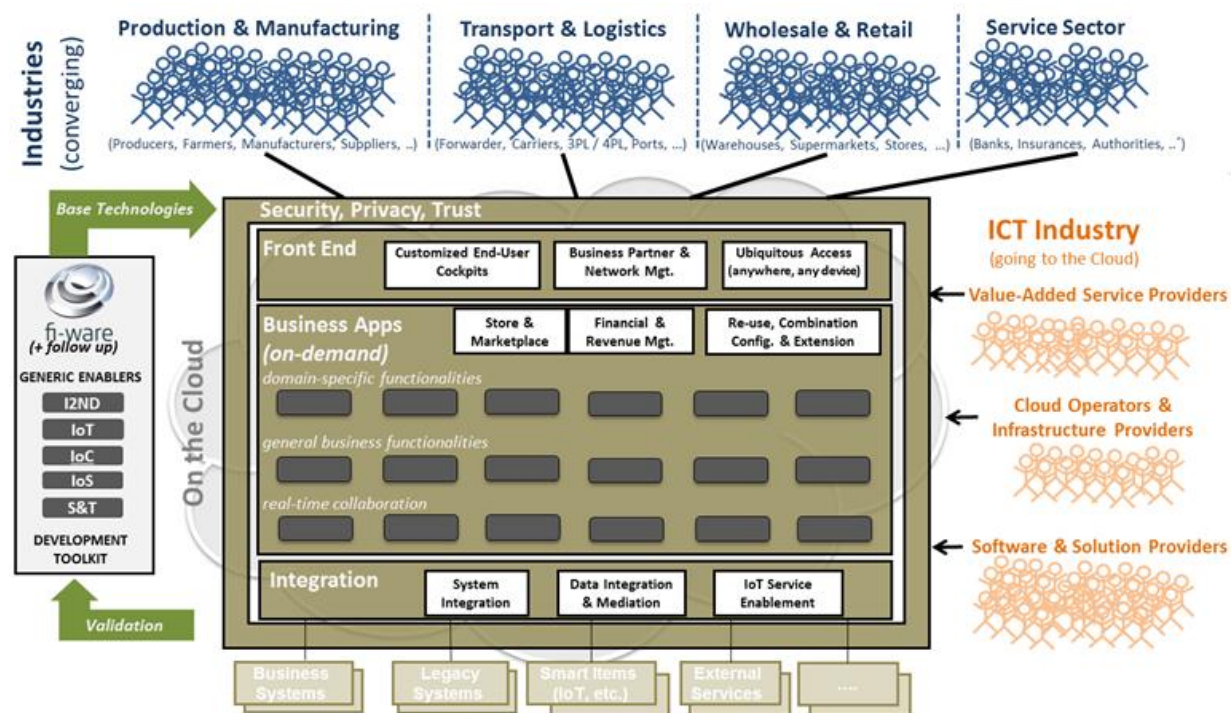 Industries
(converging)
Production & Manufacturing
(Producers, Farmers, Manufacturers, Suppliers, ..)
Transport & Logistics
(Forwarder, Carriers, 3PL / 4PL, Ports, ...)
Wholesale & Retail
(Warehouses, Supermarkets, Stores, ...)
Service Sector
(Banks, Insurances, Authorities, ..)
Base Technologies
fi-ware
(+ follow up)
GENERIC ENABLERS
I2ND
IoT
IoC
IoS
S&T
DEVELOPMENT
TOOLKIT
Validation
On the Cloud
Security, Privacy, Trust
Front End
Customized End-User
Cockpits
Business Partner &
Network Mgt.
Ubiquitous Access
(anywhere, any device)
Business Apps
(on-demand)
Store &
Marketplace
Financial &
Revenue Mgt.
Re-use, Combination
Config. & Extension
domain-specific functionalities
general business functionalities
real-time collaboration
Integration
System
Integration
Data Integration
& Mediation
IoT Service
Enablement
Business
Systems
Legacy
Systems
Smart Items
(IoT, etc.)
External
Services
....
ICT Industry
(going to the Cloud)
Value-Added Service Providers
Cloud Operators &
Infrastructure Providers
Software & Solution Providers